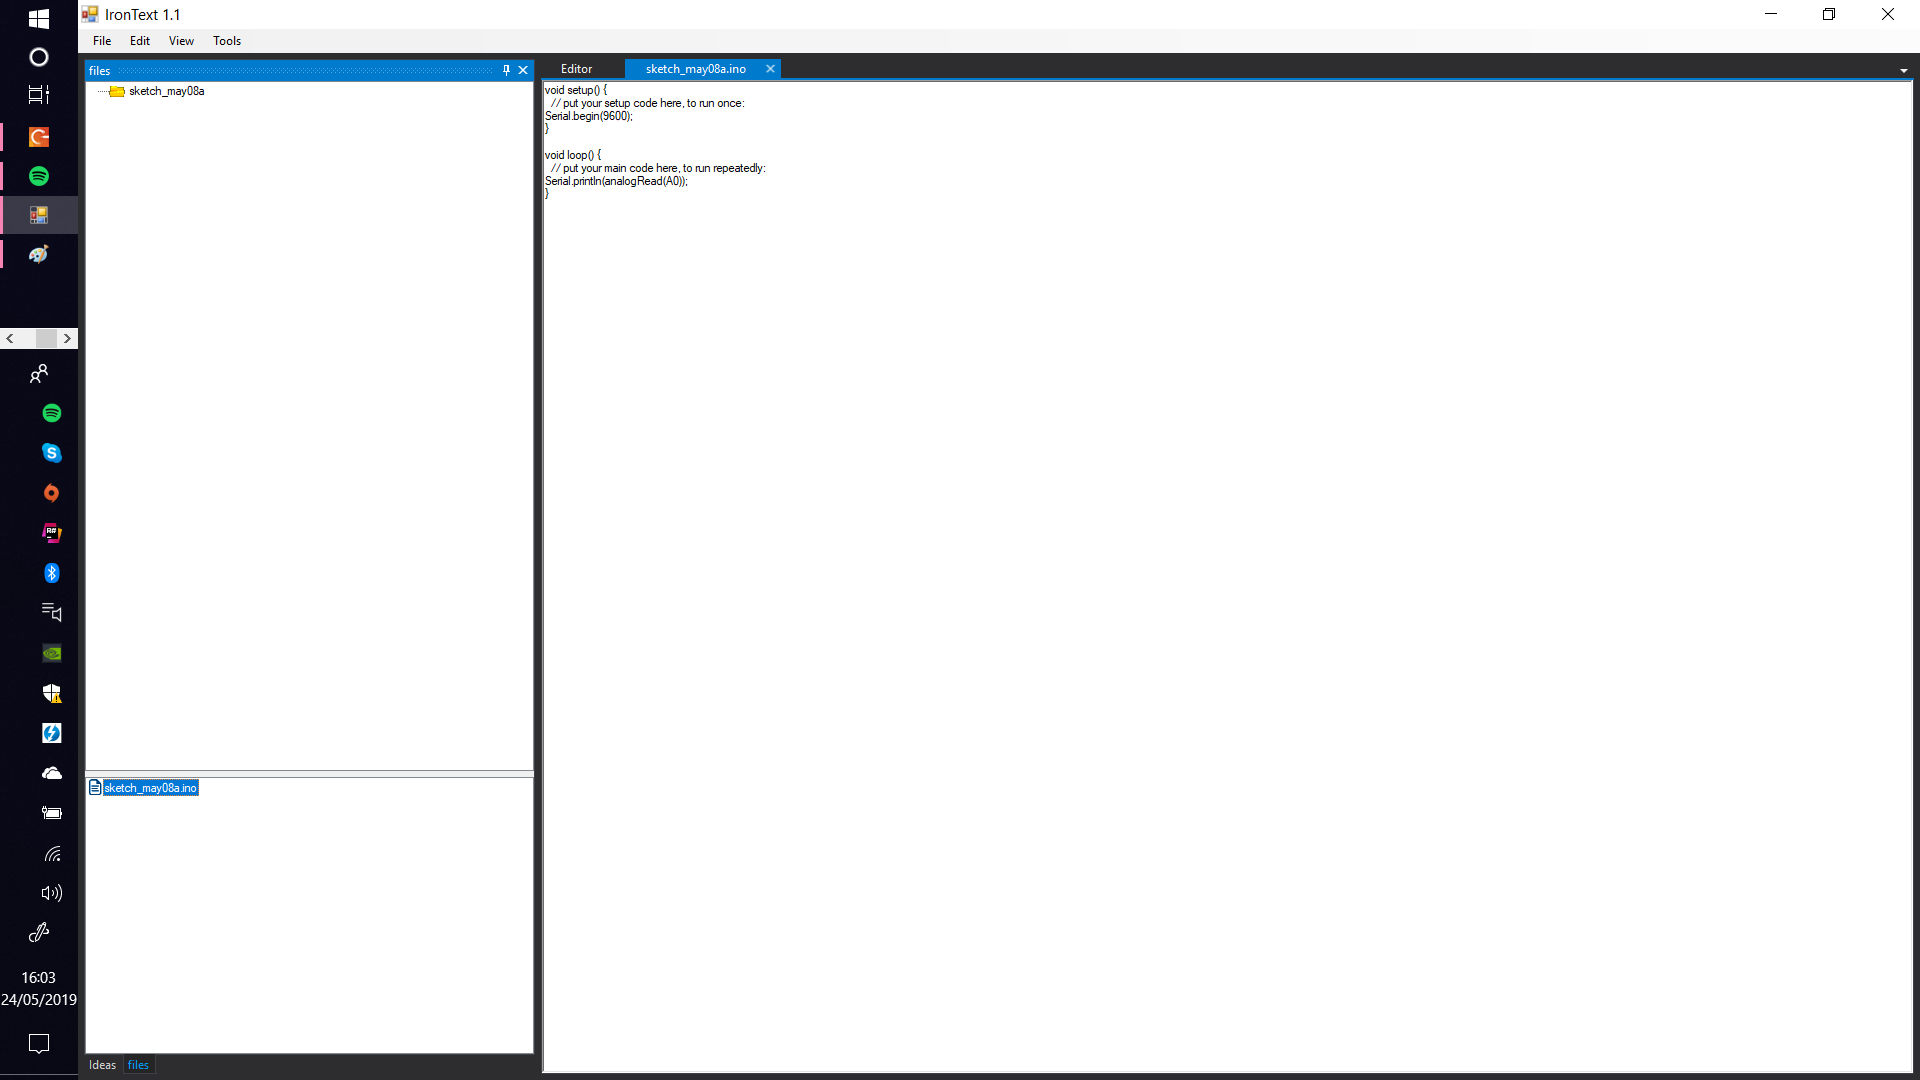 IronText 1.1
File Edit View Tools
files
sketch_may08a
Editor sketch_may08a.ino
void setup() {
// put your setup code here, to run once:
Serial.begin(9600);
}
void loop() {
// put your main code here, to run repeatedly:
Serial.println(analogRead(A0));
}
sketch_may08a.ino
Ideas files
16:03
24/05/2019